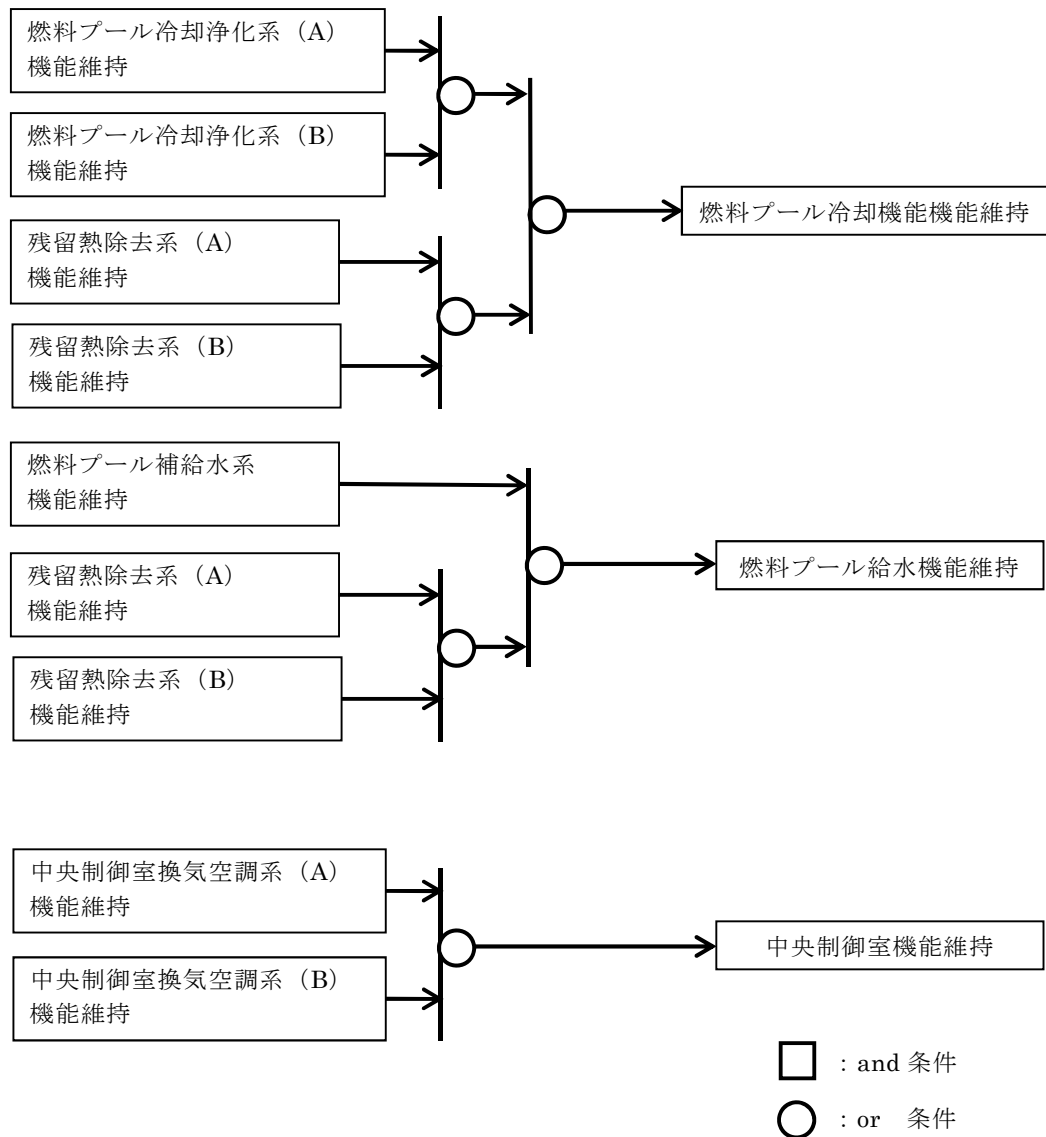 燃料プール冷却浄化系（A）
機能維持
燃料プール冷却浄化系（B）
機能維持
残留熱除去系（A）
機能維持
残留熱除去系（B）
機能維持
燃料プール冷却機能機能維持
燃料プール補給水系
機能維持
残留熱除去系（A）
機能維持
残留熱除去系（B）
機能維持
燃料プール給水機能維持
中央制御室換気空調系（A）
機能維持
中央制御室換気空調系（B）
機能維持
中央制御室機能維持
：and 条件
：or 条件